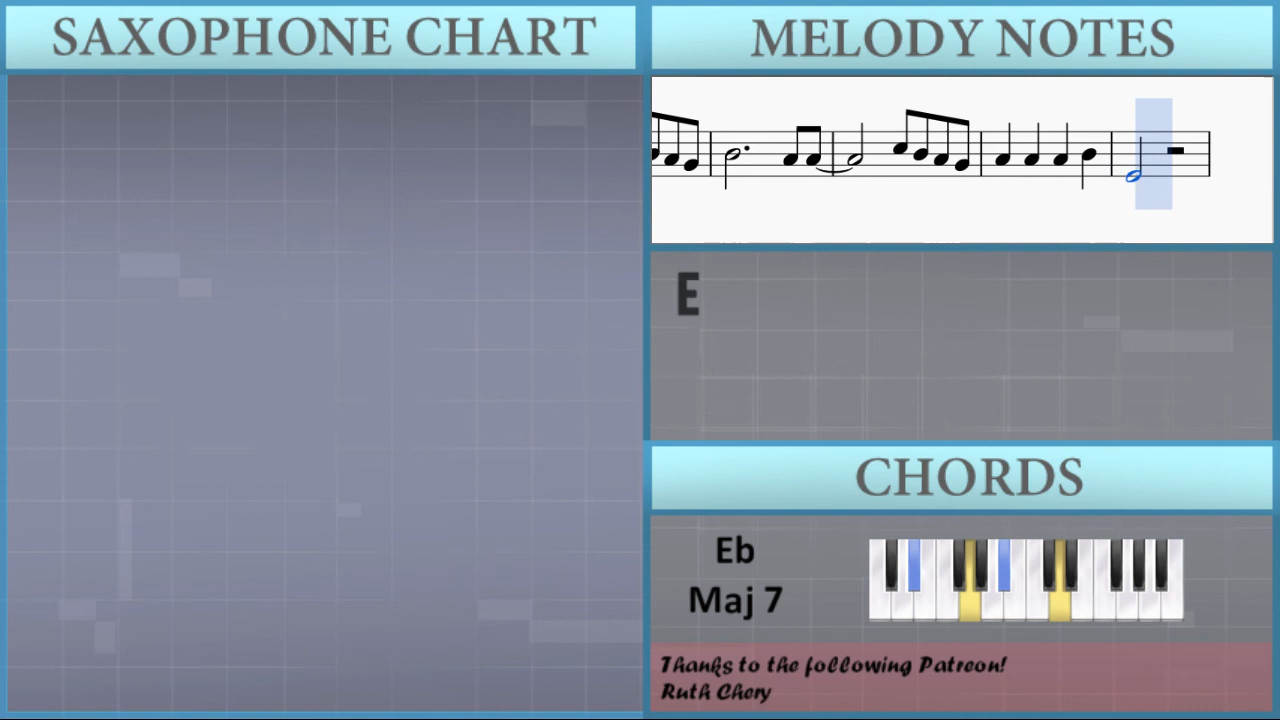 SAXOPHONE CHART
MELODY NOTES
E
CHORDS
Eb
Maj 7
Thanks to the following Patreon!
Ruth Chery